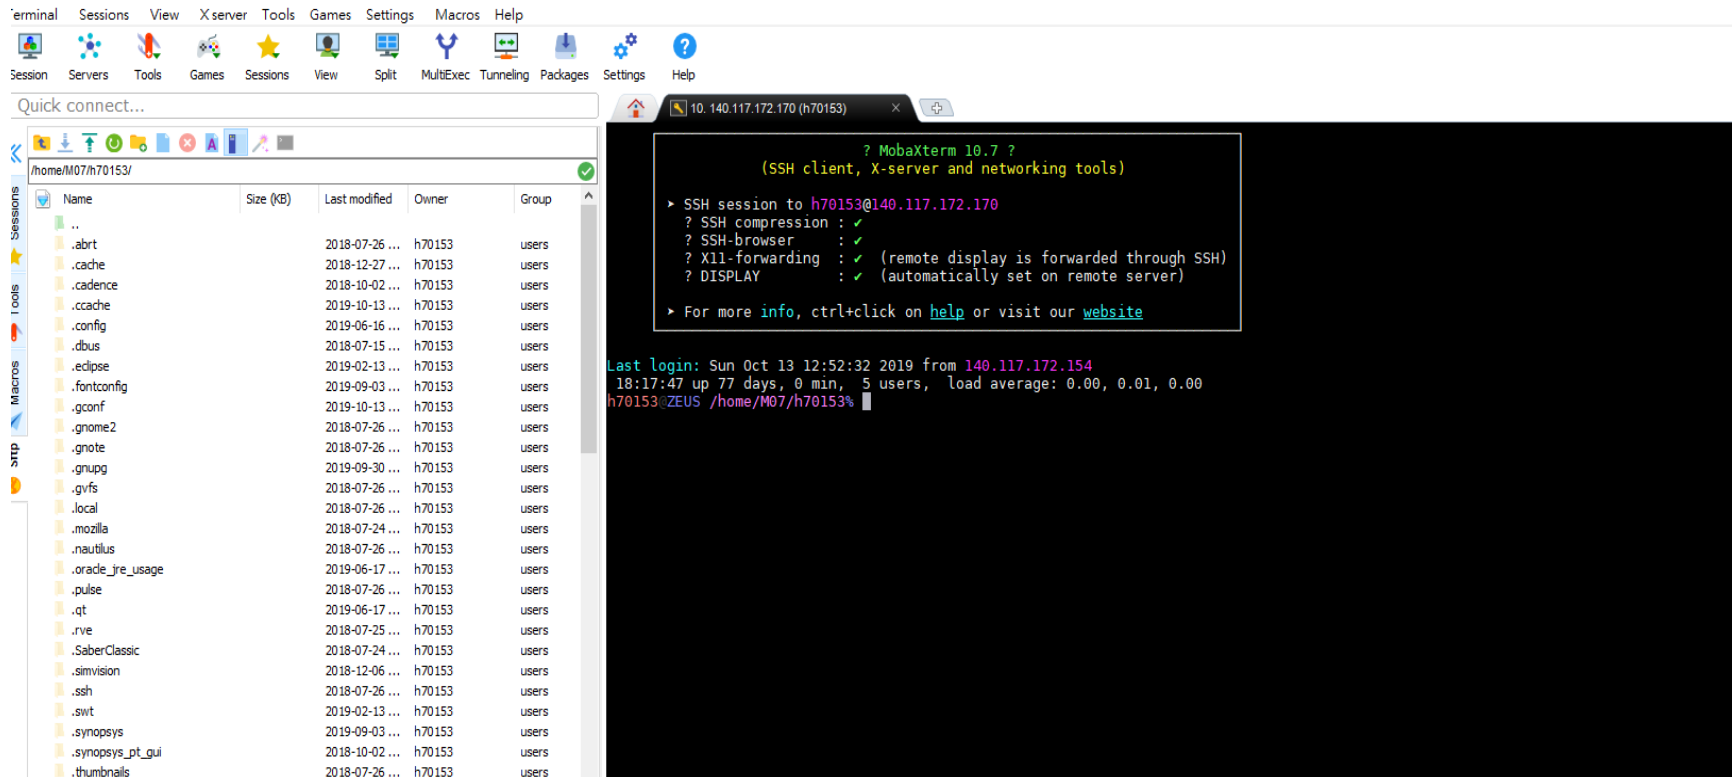 Terminal Sessions View X server Tools Games Settings Macros Help
Session Servers Tools Games Sessions View Split MultiExec Tunneling Packages Settings Help
Quick connect...
10. 140.117.172.170 (h70153)
/home/M07/h70153/
Name Size (KB) Last modified Owner Group
..
.abrt 2018-07-26 ... h70153 users
.cache 2018-12-27 ... h70153 users
.cadence 2018-10-02 ... h70153 users
.ccache 2019-10-13 ... h70153 users
.config 2019-06-16 ... h70153 users
.dbus 2018-07-15 ... h70153 users
.eclipse 2019-02-13 ... h70153 users
.fontconfig 2019-09-03 ... h70153 users
.gconf 2019-10-13 ... h70153 users
.gnome2 2018-07-26 ... h70153 users
.gnote 2018-07-26 ... h70153 users
.gnupg 2019-09-30 ... h70153 users
.gvfs 2018-07-26 ... h70153 users
.local 2018-07-26 ... h70153 users
.mozilla 2018-07-24 ... h70153 users
.nautilus 2018-07-26 ... h70153 users
.oracle_jre_usage 2019-06-17 ... h70153 users
.pulse 2018-07-26 ... h70153 users
.qt 2019-06-17 ... h70153 users
.rve 2018-07-25 ... h70153 users
.SaberClassic 2018-07-24 ... h70153 users
.simvision 2018-12-06 ... h70153 users
.ssh 2018-07-26 ... h70153 users
.swt 2019-02-13 ... h70153 users
.synopsys 2019-09-03 ... h70153 users
.synopsys_pt_gui 2018-10-02 ... h70153 users
.thumbnails 2018-07-26 ... h70153 users
Sessions
Tools
Macros
Sftp
? MobaXterm 10.7 ?
(SSH client, X-server and networking tools)
➤ SSH session to h70153@140.117.172.170
? SSH compression : ✔
? SSH-browser : ✔
? X11-forwarding : ✔ (remote display is forwarded through SSH)
? DISPLAY : ✔ (automatically set on remote server)
➤ For more info, ctrl+click on help or visit our website
Last login: Sun Oct 13 12:52:32 2019 from 140.117.172.154
18:17:47 up 77 days, 0 min, 5 users, load average: 0.00, 0.01, 0.00
h70153@ZEUS /home/M07/h70153%